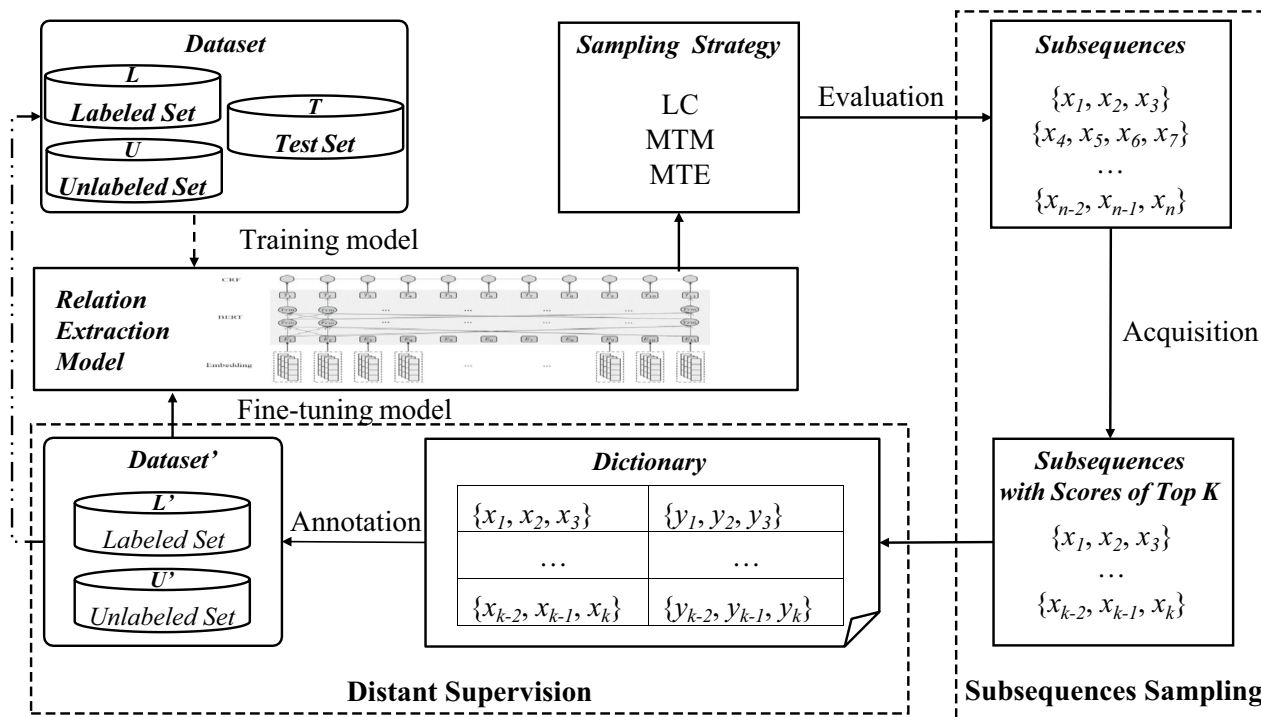 Dataset
L
Labeled Set
T
Test Set
U
Unlabeled Set
Sampling Strategy
LC
MTM
MTE
Evaluation
Subsequences
{x1, x2, x3}
{x4, x5, x6, x7}
…
{xn-2, xn-1, xn}
Training model
Relation
Extraction
Model
CRF
BERT
Embedding
... ...
Acquisition
Fine-tuning model
Dataset’
L’
Labeled Set
U’
Unlabeled Set
Annotation
Dictionary
{x1, x2, x3} {y1, y2, y3}
… …
{xk-2, xk-1, xk} {yk-2, yk-1, yk}
Subsequences
with Scores of Top K
{x1, x2, x3}
…
{xk-2, xk-1, xk}
Distant Supervision
Subsequences Sampling